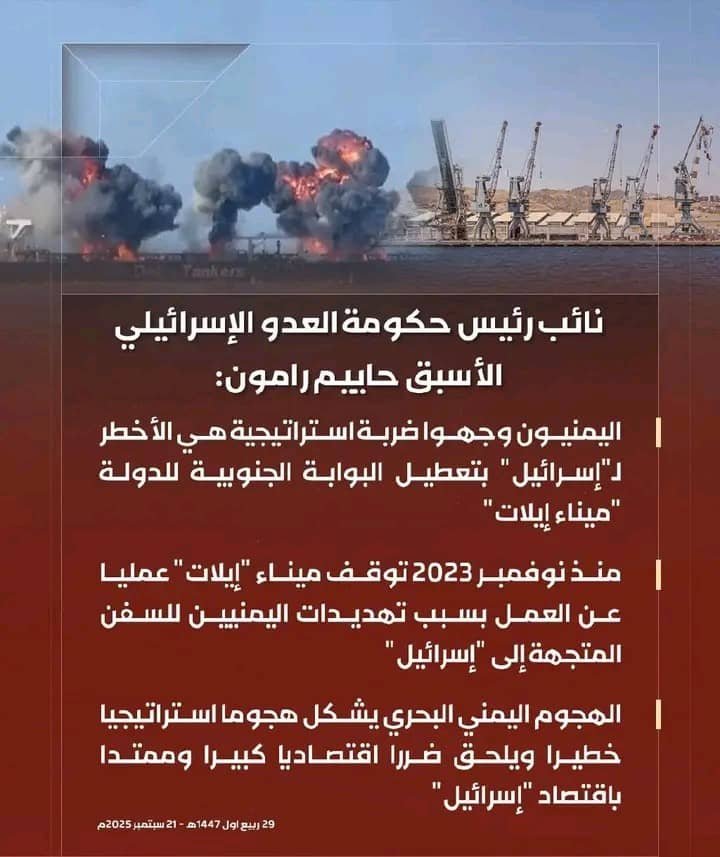 Delta Tankers
نائب رئيس حكومة العدو الإسرائيلي
الأسبق حاييم رامون:
اليمنيون وجهوا ضربة استراتيجية هي الأخطر
لـ"إسرائيل" بتعطيل البوابة الجنوبية للدولة
"ميناء إيلات"
منذ نوفمبر 2023 توقف ميناء "إيلات" عمليا
عن العمل بسبب تهديدات اليمنيين للسفن
المتجهة إلى "إسرائيل"
الهجوم اليمني البحري يشكل هجوما استراتيجيا
خطيرا ويلحق ضررا اقتصاديا كبيرا وممتدا
باقتصاد "إسرائيل"
29 ربيع اول 1447هـ - 21 سبتمبر 2025م